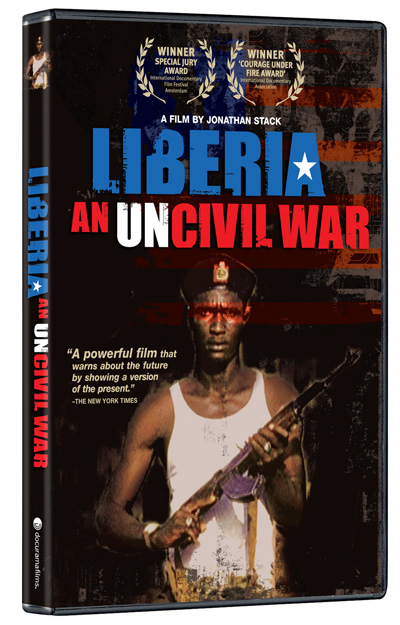 WINNER
SPECIAL JURY
AWARD
International Documentary
Film Festival
Amsterdam
WINNER
'COURAGE UNDER
FIRE AWARD'
International Documentary
Association
A FILM BY JONATHAN STACK
LIBERIA
AN UNCIVIL WAR
"A powerful film that
warns about the future
by showing a version
of the present."
–THE NEW YORK TIMES
LIBERIA
AN UNCIVIL WAR
docuramafilms.